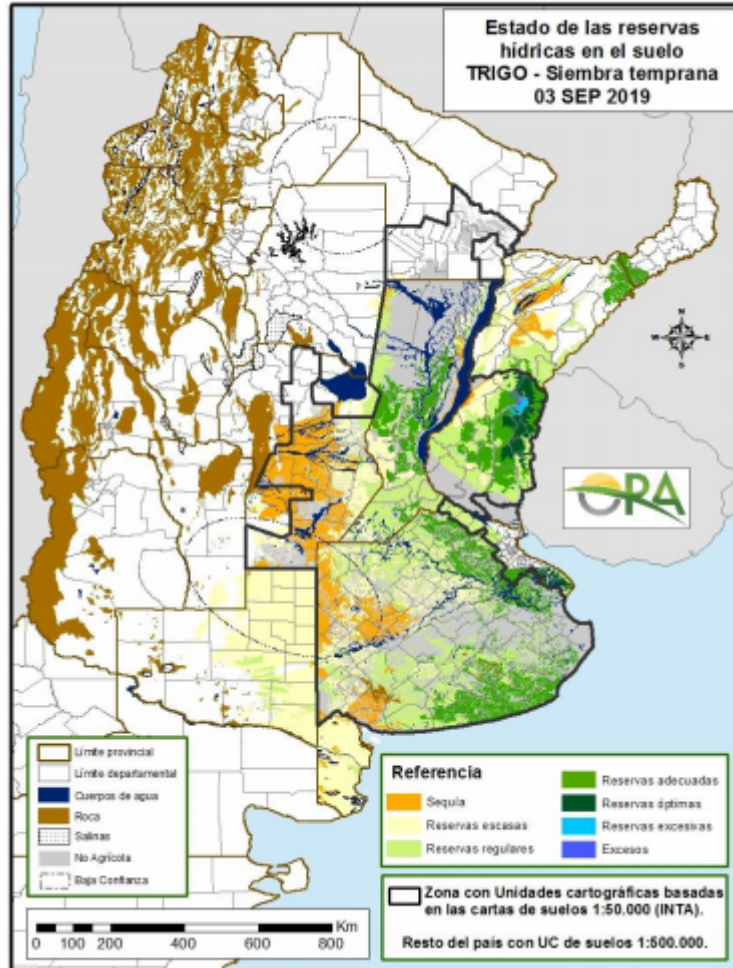 Estado de las reservas
hídricas en el suelo
TRIGO - Siembra temprana
03 SEP 2019
N
W
E
S
ORA
Límite provincial
Límite departamental
Cuerpos de agua
Roca
Salinas
No Agrícola
Baja Confianza
Referencia
Sequía
Reservas escasas
Reservas regulares
Reservas adecuadas
Reservas óptimas
Reservas excesivas
Excesos
Zona con Unidades cartográficas basadas
en las cartas de suelos 1:50.000 (INTA).
Resto del país con UC de suelos 1:500.000.
Km
0 100 200 400 600 800